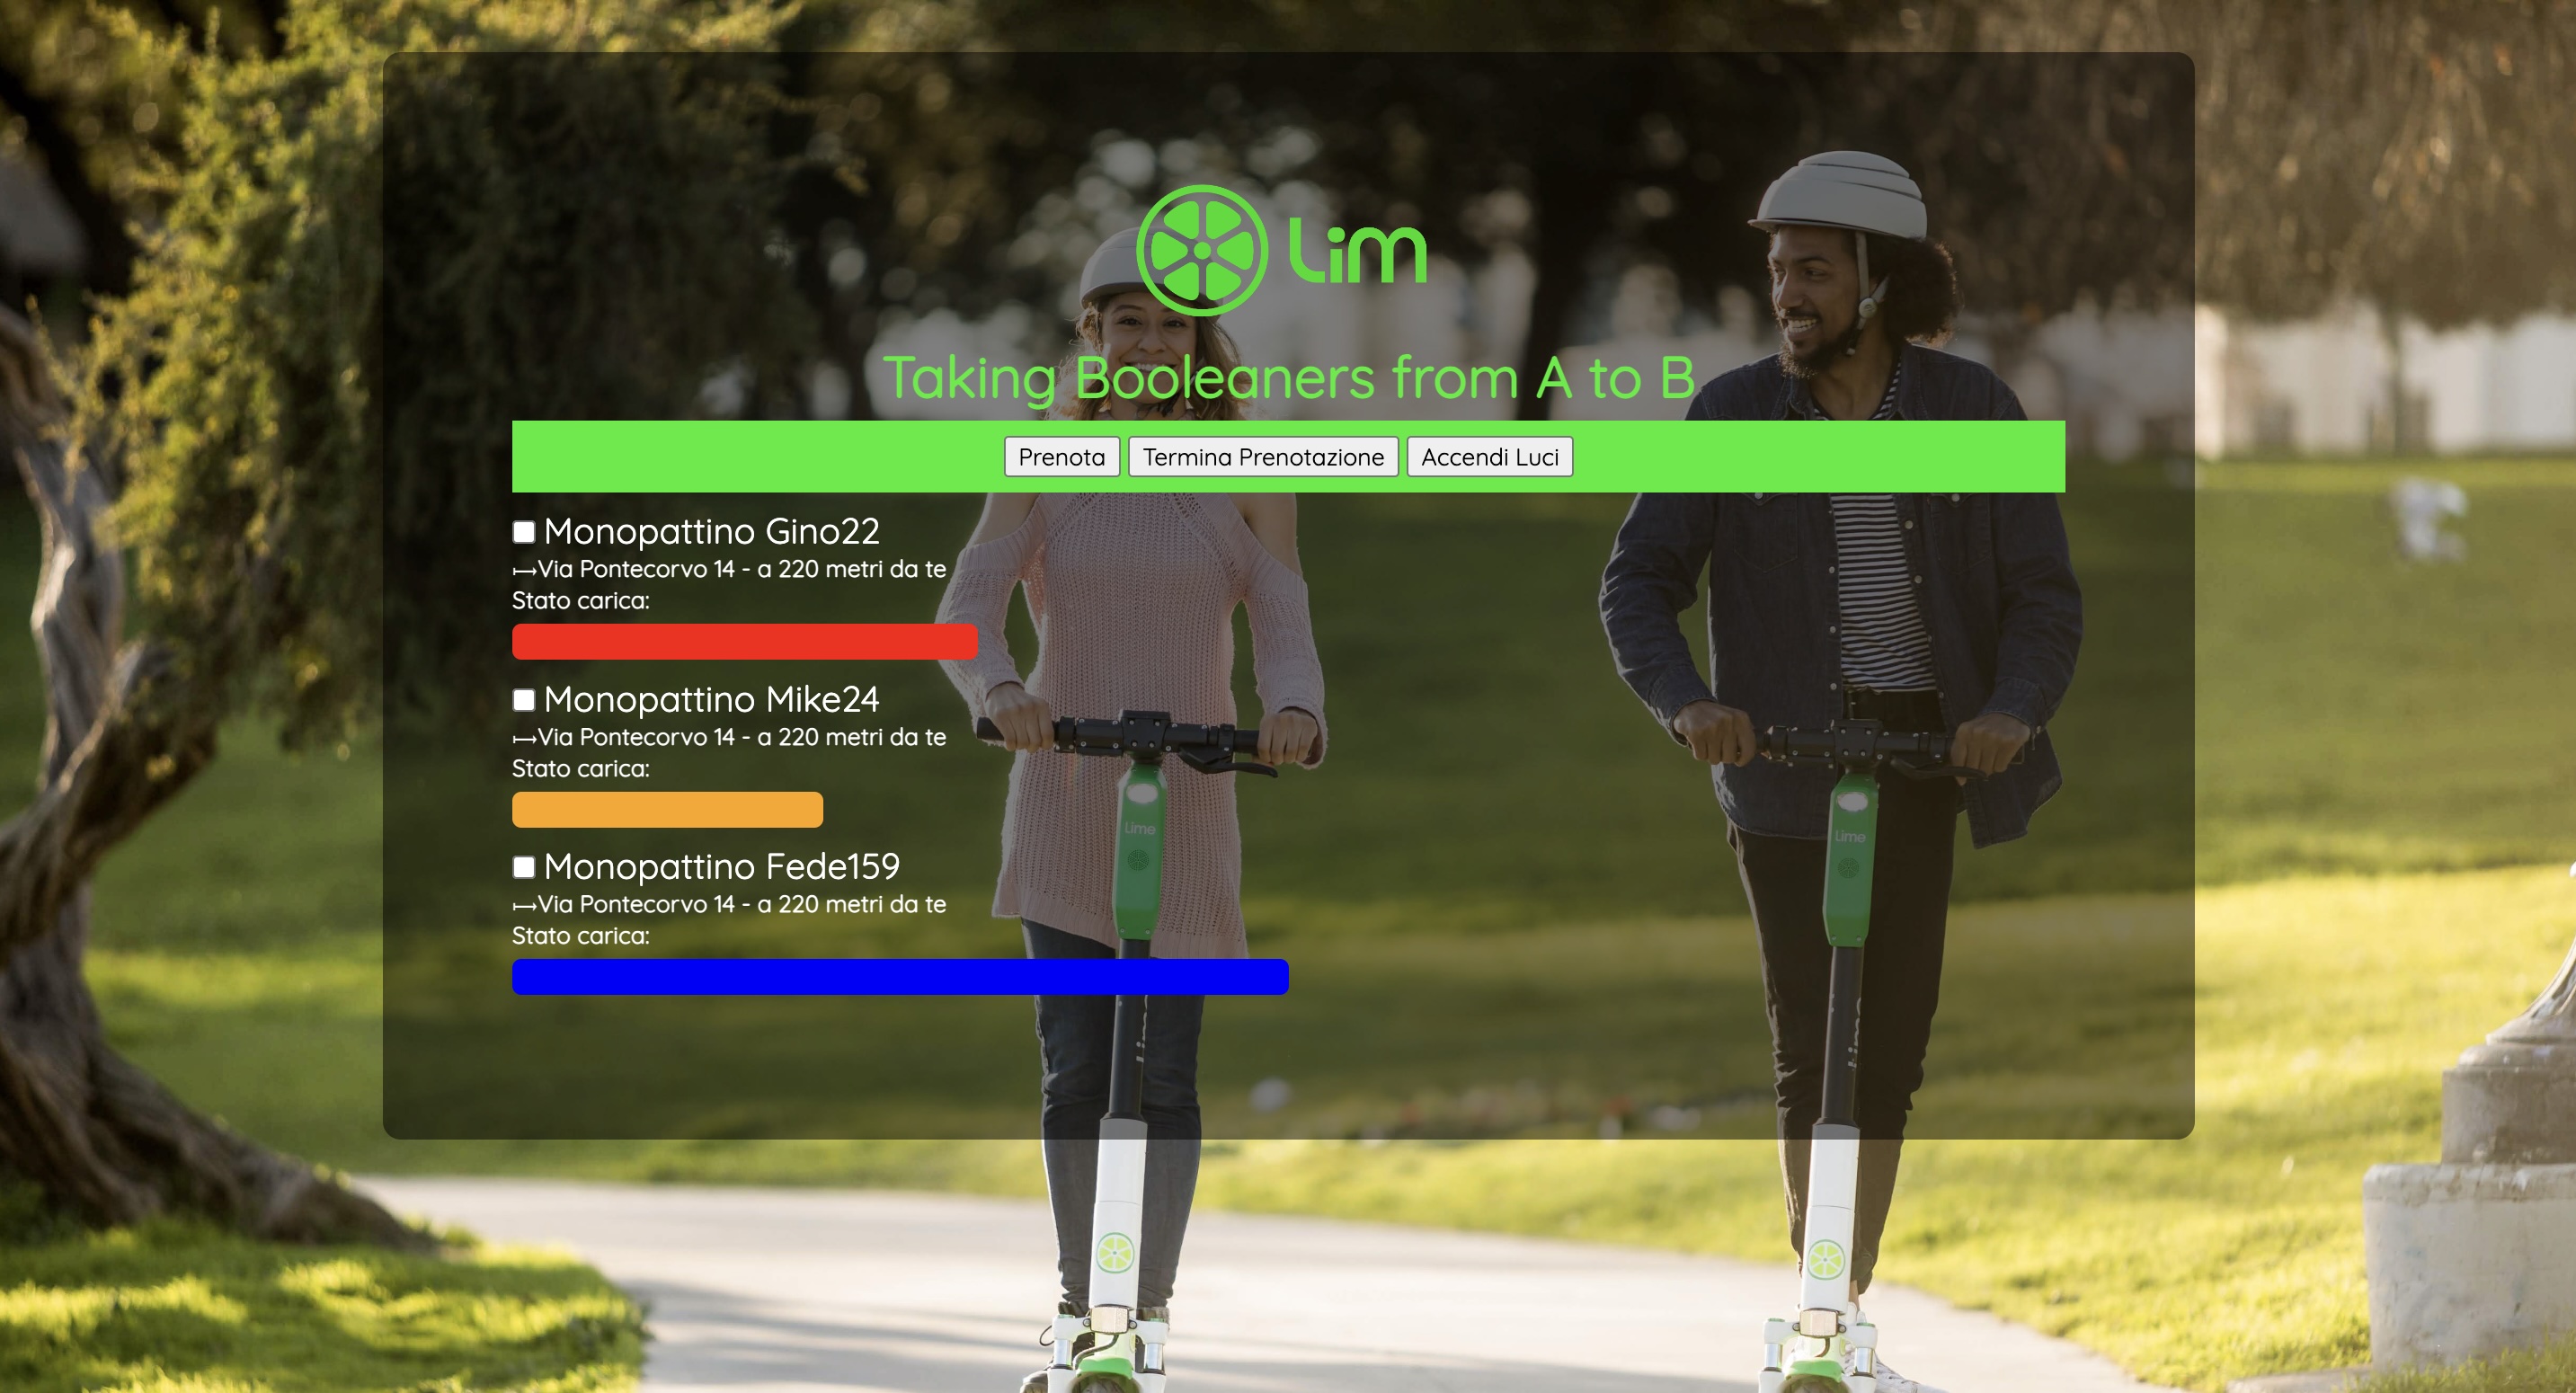 Lim
Taking Booleaners from A to B
Prenota Termina Prenotazione Accendi Luci
Monopattino Gino22
↦Via Pontecorvo 14 - a 220 metri da te
Stato carica:
Monopattino Mike24
↦Via Pontecorvo 14 - a 220 metri da te
Stato carica:
Lime
Lime
Monopattino Fede159
↦Via Pontecorvo 14 - a 220 metri da te
Stato carica: